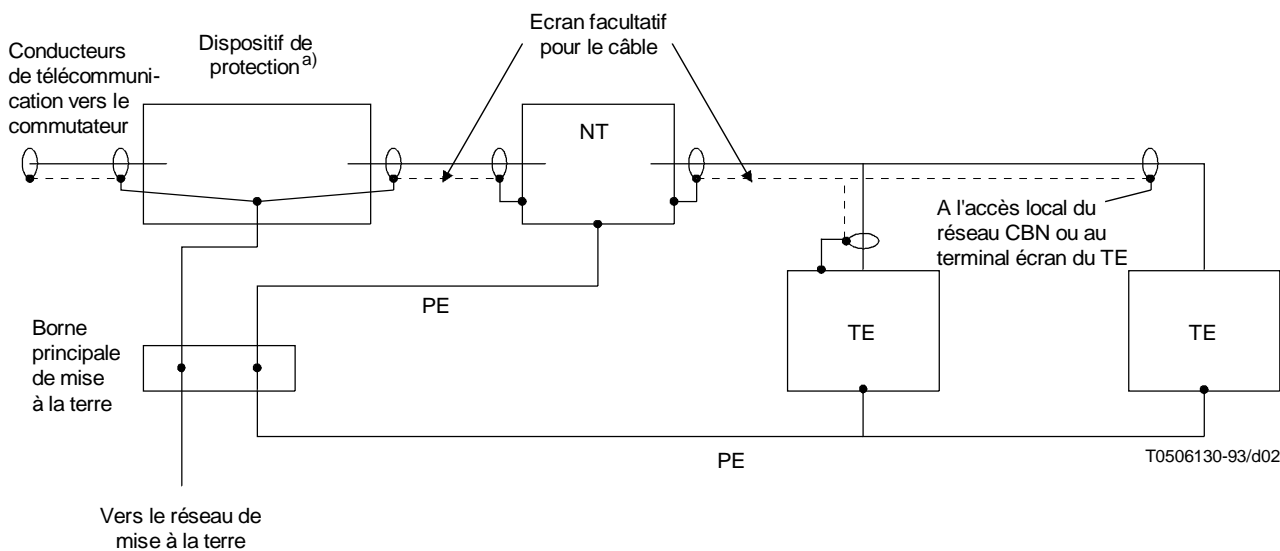 Ecran facultatif
pour le câble
Dispositif de
protection a)
Conducteurs
de télécommuni-
cation vers le
commutateur
NT
A l'accès local du
réseau CBN ou au
terminal écran du TE
PE
Borne
principale
de mise
à la terre
TE
TE
PE
T0506130-93/d02
Vers le réseau de
mise à la terre